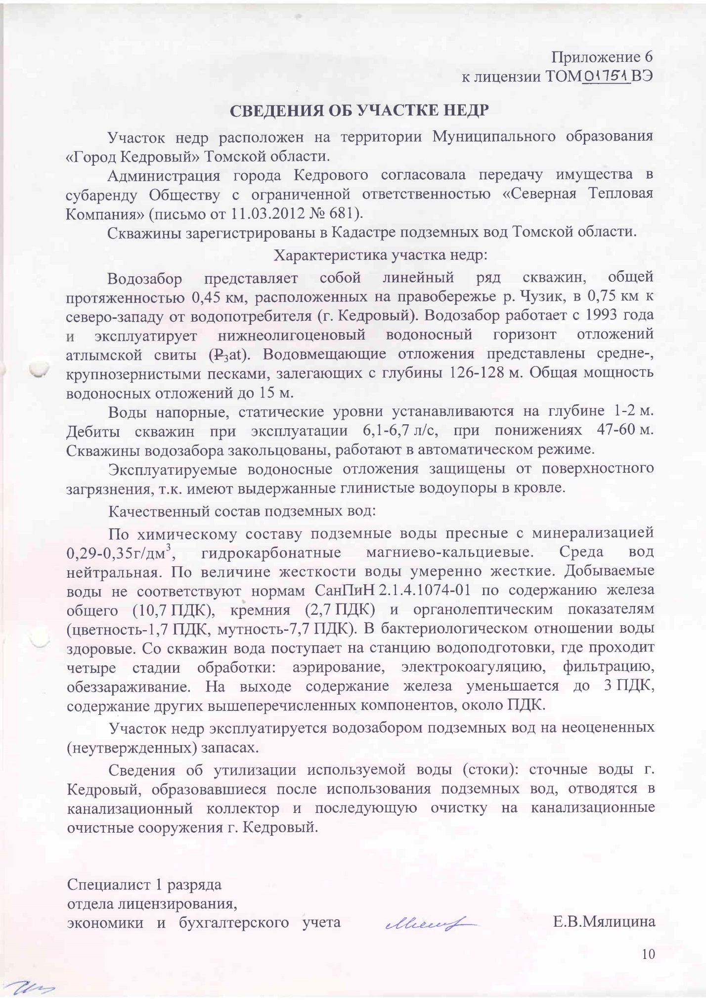 Приложение 6
к лицензии ТОМ 01751 ВЭ
СВЕДЕНИЯ ОБ УЧАСТКЕ НЕДР
Участок недр расположен на территории Муниципального образования
«Город Кедровый» Томской области.
Администрация города Кедрового согласовала передачу имущества в
субаренду Обществу с ограниченной ответственностью «Северная Тепловая
Компания» (письмо от 11.03.2012 № 681).
Скважины зарегистрированы в Кадастре подземных вод Томской области.
Характеристика участка недр:
Водозабор представляет собой линейный ряд скважин, общей
протяженностью 0,45 км, расположенных на правобережье р. Чузик, в 0,75 км к
северо-западу от водопотребителя (г. Кедровый). Водозабор работает с 1993 года
и эксплуатирует нижнеолигоценовый водоносный горизонт отложений
атлымской свиты (₽₃at). Водовмещающие отложения представлены средне-,
крупнозернистыми песками, залегающих с глубины 126-128 м. Общая мощность
водоносных отложений до 15 м.
Воды напорные, статические уровни устанавливаются на глубине 1-2 м.
Дебиты скважин при эксплуатации 6,1-6,7 л/с, при понижениях 47-60 м.
Скважины водозабора закольцованы, работают в автоматическом режиме.
Эксплуатируемые водоносные отложения защищены от поверхностного
загрязнения, т.к. имеют выдержанные глинистые водоупоры в кровле.
Качественный состав подземных вод:
По химическому составу подземные воды пресные с минерализацией
0,29-0,35г/дм³, гидрокарбонатные магниево-кальциевые. Среда вод
нейтральная. По величине жесткости воды умеренно жесткие. Добываемые
воды не соответствуют нормам СанПиН 2.1.4.1074-01 по содержанию железа
общего (10,7 ПДК), кремния (2,7 ПДК) и органолептическим показателям
(цветность-1,7 ПДК, мутность-7,7 ПДК). В бактериологическом отношении воды
здоровые. Со скважин вода поступает на станцию водоподготовки, где проходит
четыре стадии обработки: аэрирование, электрокоагуляцию, фильтрацию,
обеззараживание. На выходе содержание железа уменьшается до 3 ПДК,
содержание других вышеперечисленных компонентов, около ПДК.
Участок недр эксплуатируется водозабором подземных вод на неоцененных
(неутвержденных) запасах.
Сведения об утилизации используемой воды (стоки): сточные воды г.
Кедровый, образовавшиеся после использования подземных вод, отводятся в
канализационный коллектор и последующую очистку на канализационные
очистные сооружения г. Кедровый.
Специалист 1 разряда
отдела лицензирования,
экономики и бухгалтерского учета Е.В.Мялицина
10